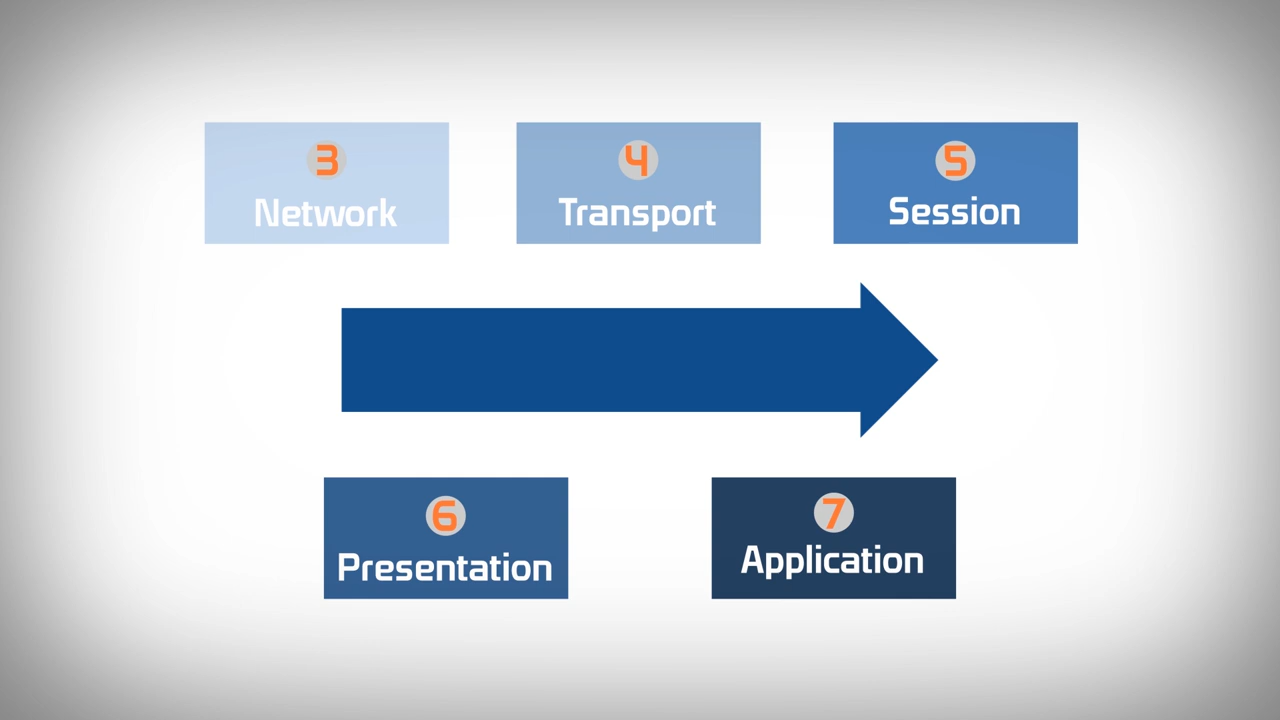 3
Network
4
Transport
5
Session
6
Presentation
7
Application